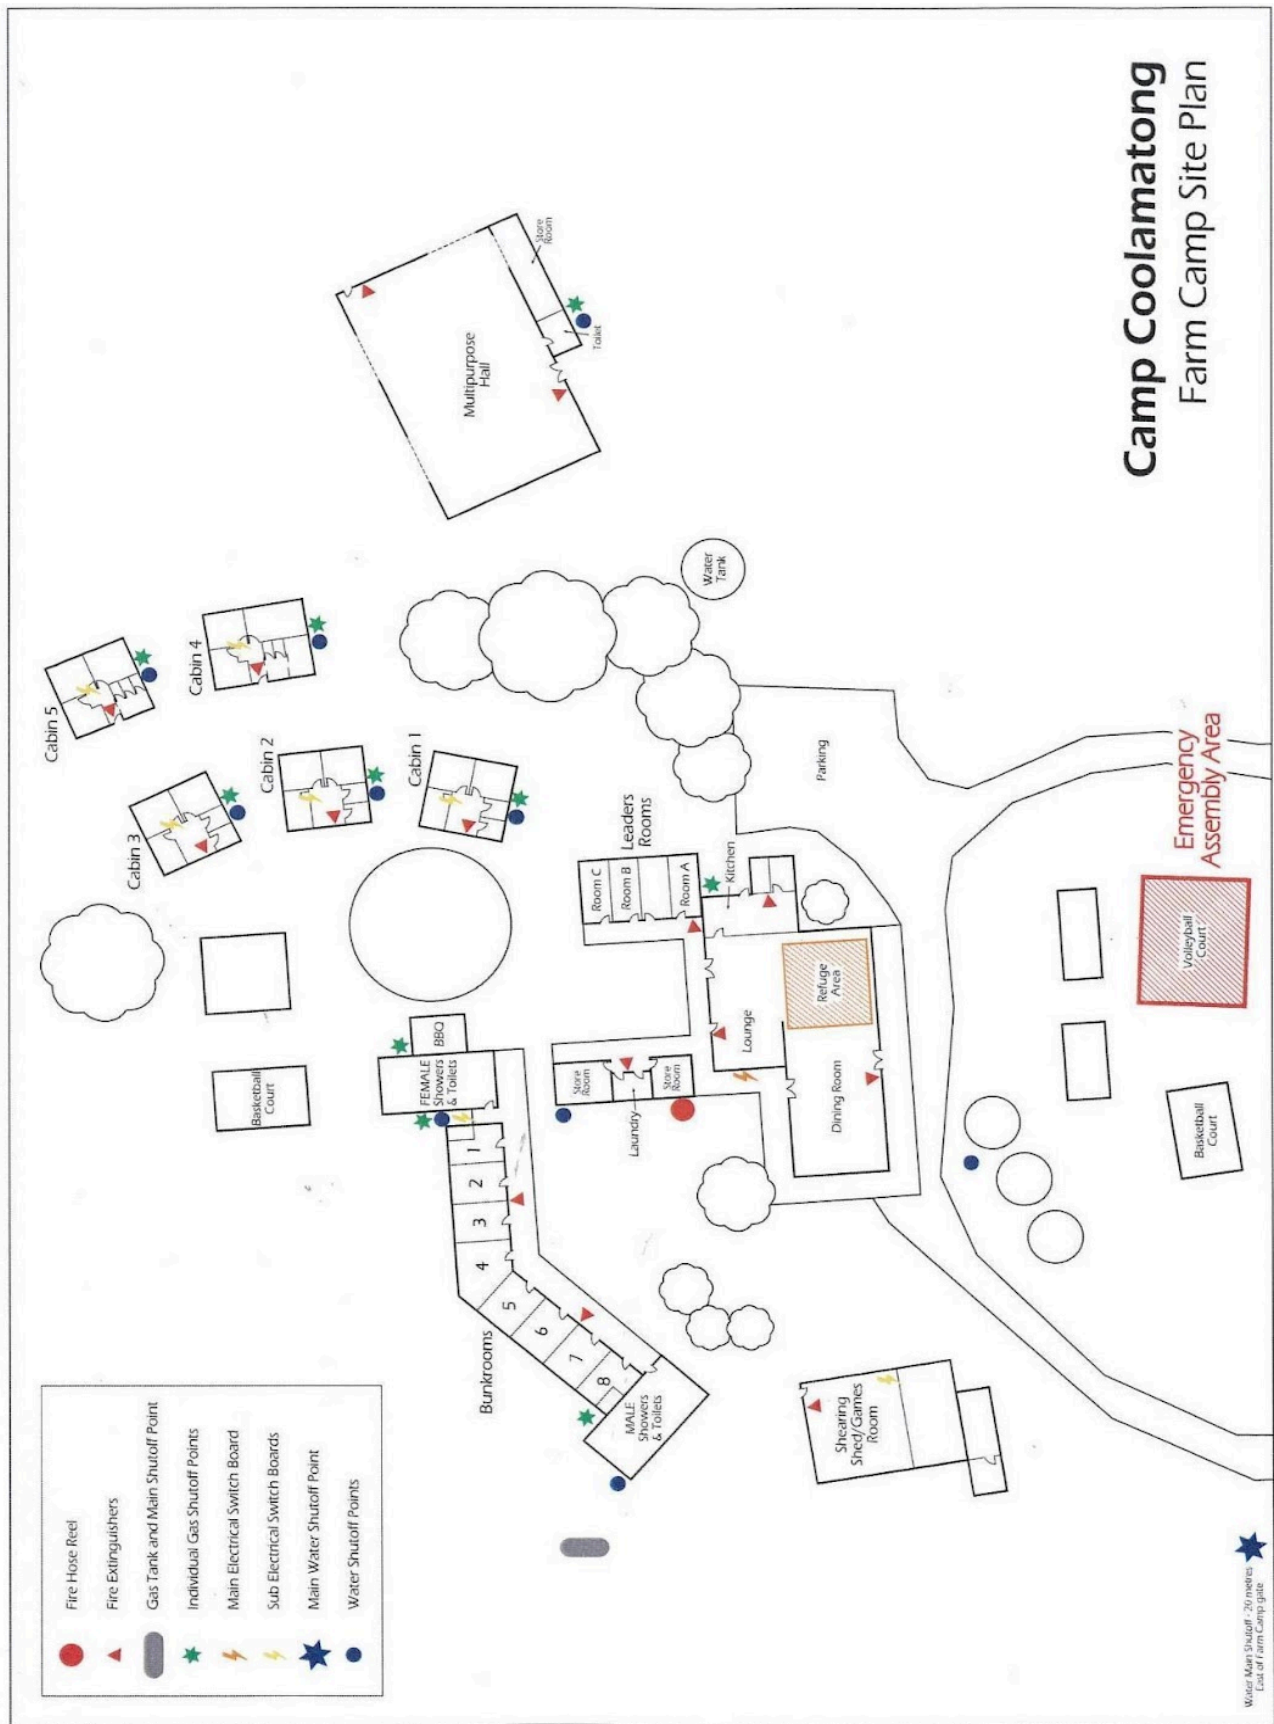 Camp Coolamatong
Farm Camp Site Plan
Fire Hose Reel
Fire Extinguishers
Gas Tank and Main Shutoff Point
Individual Gas Shutoff Points
Main Electrical Switch Board
Sub Electrical Switch Boards
Main Water Shutoff Point
Water Shutoff Points
Cabin 5
Cabin 4
Cabin 3
Cabin 2
Cabin 1
Multipurpose
Hall
Store
Room
Toilet
Water
Tank
Basketball
Court
BBQ
FEMALE
Showers
& Toilets
1
2
3
4
5
6
7
8
Bunkrooms
MALE
Showers
& Toilets
Store
Room
Laundry
Store
Room
Leaders
Rooms
Room C
Room B
Room A
Kitchen
Lounge
Refuge
Area
Dining Room
Parking
Shearing
Shed/Games
Room
Emergency
Assembly Area
Volleyball
Court
Basketball
Court
Water Main Shutoff - 20 metres
East of Farm Camp gate